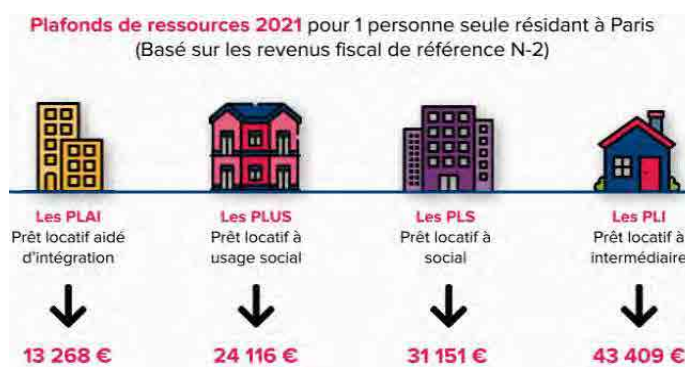 Plafonds de ressources 2021 pour 1 personne seule résidant à Paris
(Basé sur les revenus fiscal de référence N-2)
Les PLAI
Prêt locatif aidé
d'intégration
13 268 €
Les PLUS
Prêt locatif à
usage social
24 116 €
Les PLS
Prêt locatif à
social
31 151 €
Les PLI
Prêt locatif à
intermédiaire
43 409 €